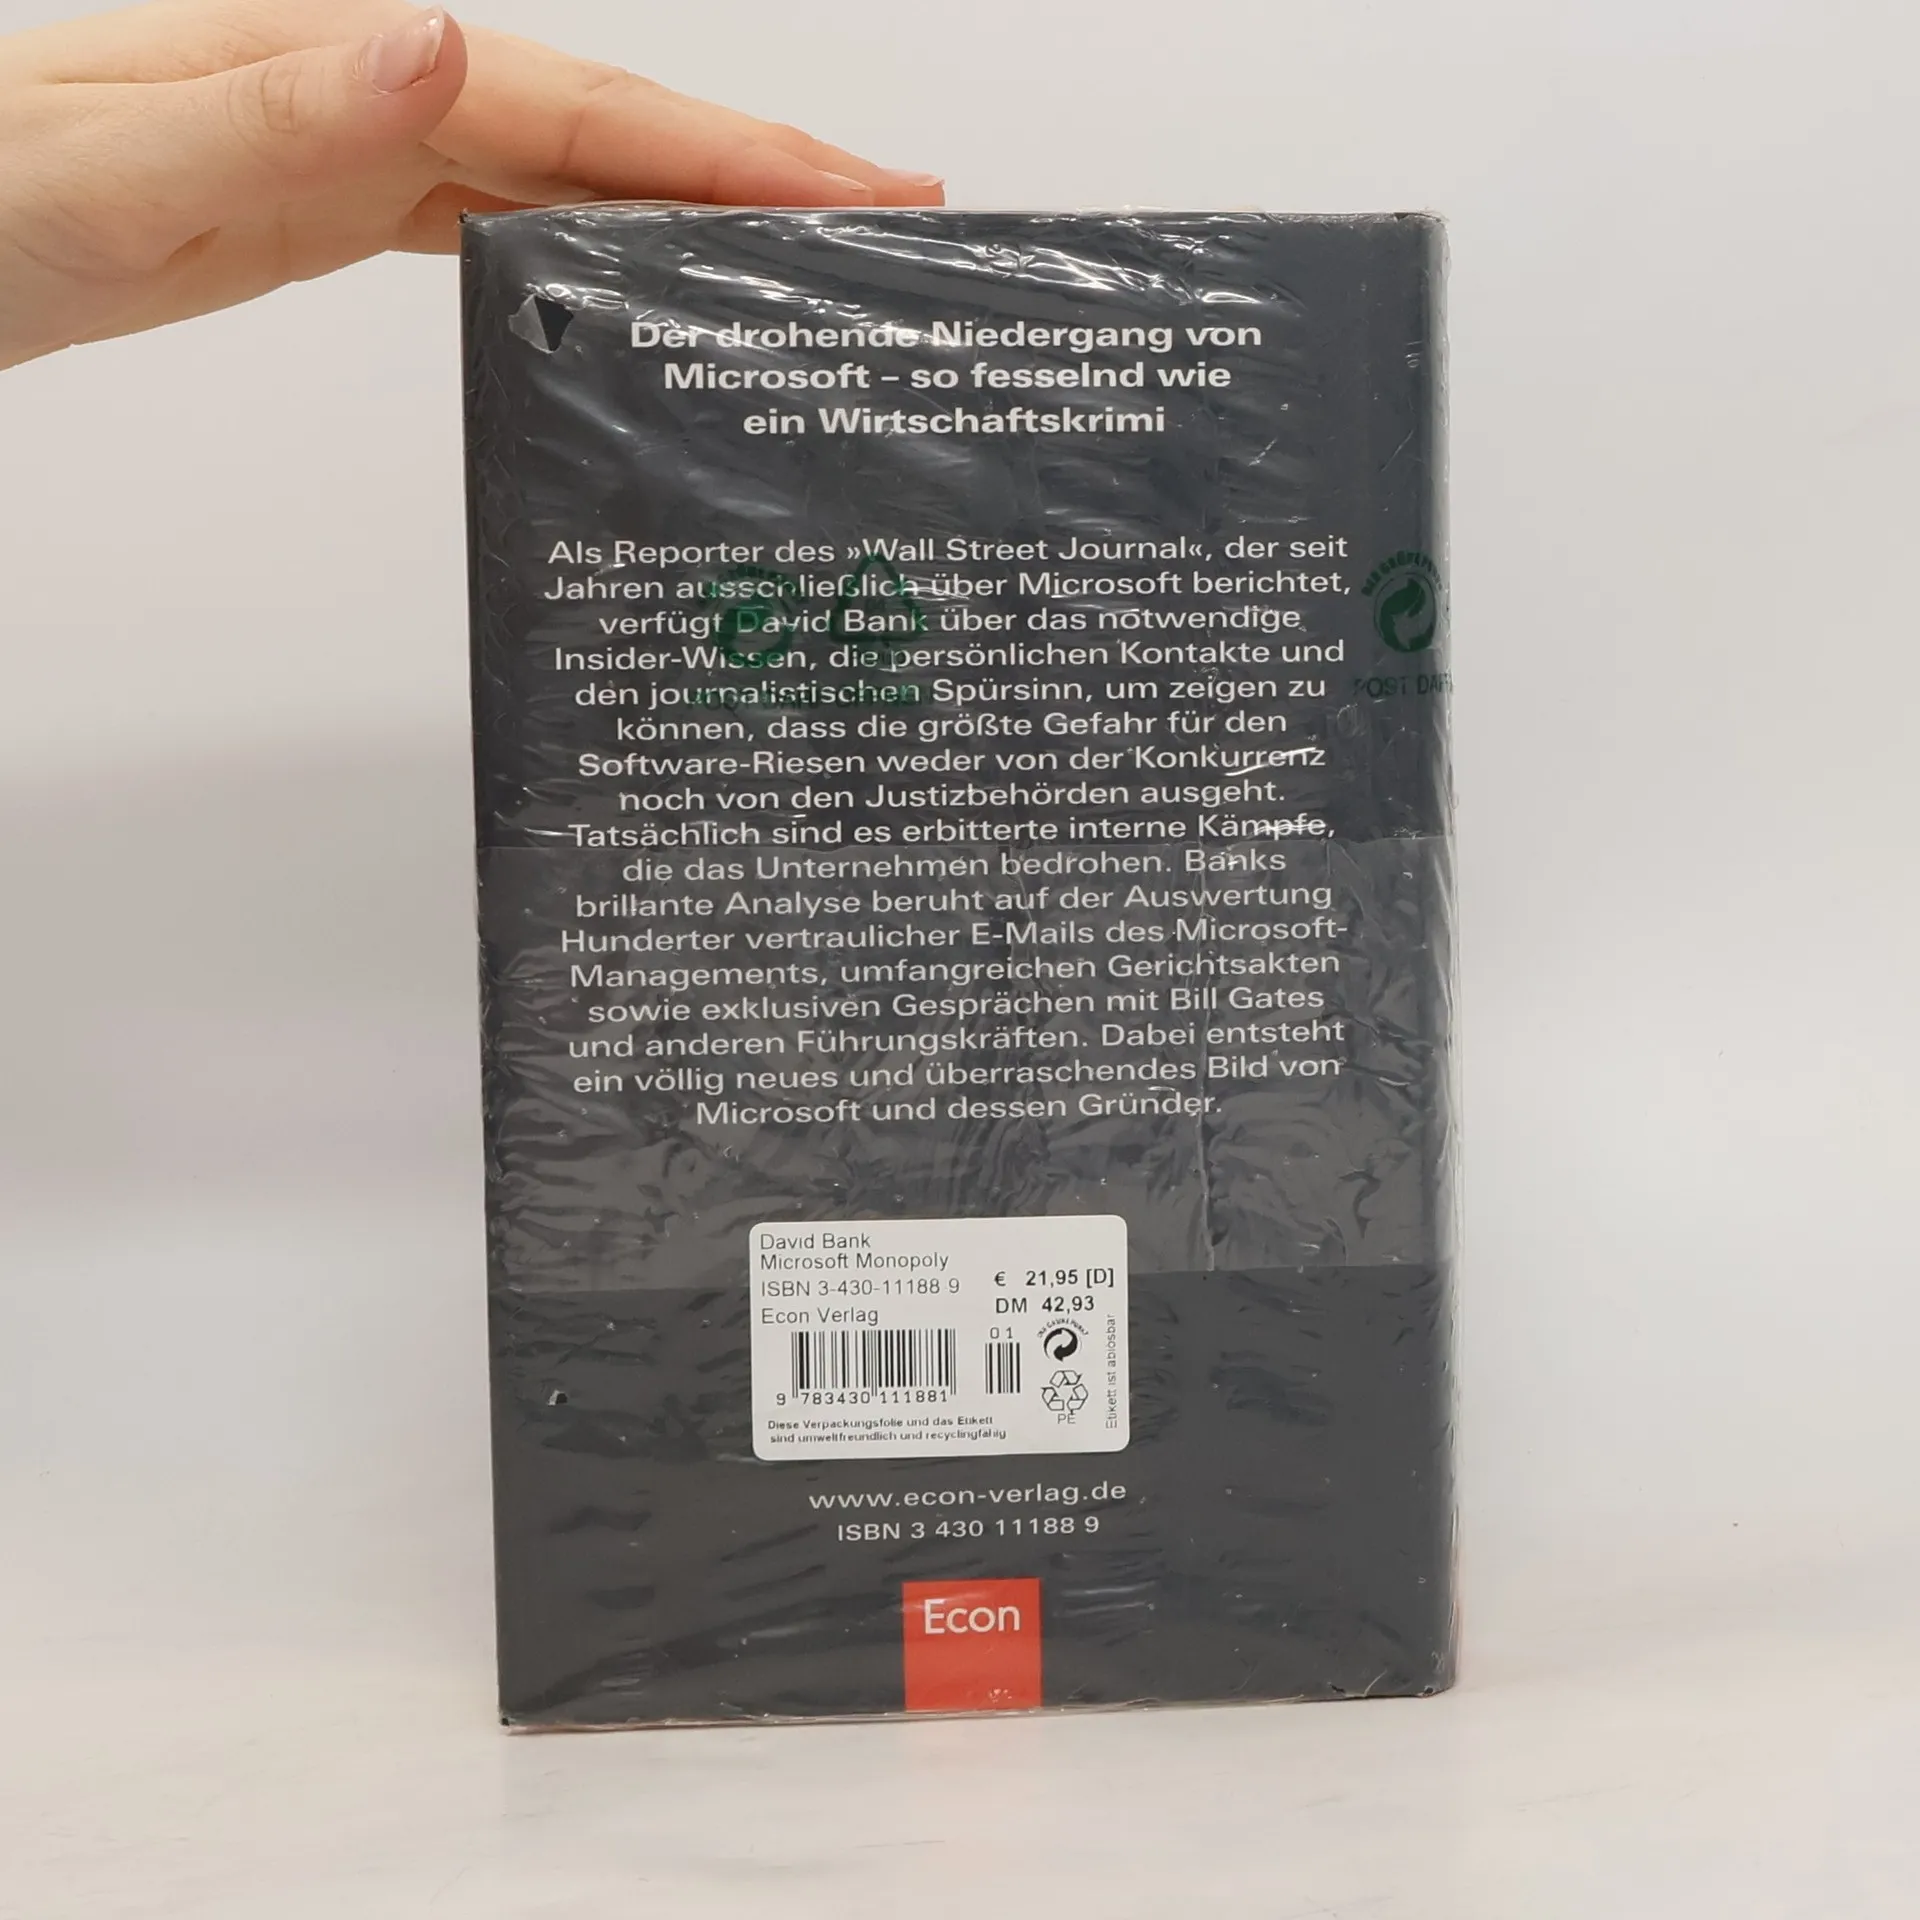 Der drohende Niedergang von
Microsoft – so fesselnd wie
ein Wirtschaftskrimi
Als Reporter des »Wall Street Journal«, der seit
Jahren ausschließlich über Microsoft berichtet,
verfügt David Bank über das notwendige
Insider-Wissen, die persönlichen Kontakte und
den journalistischen Spürsinn, um zeigen zu
können, dass die größte Gefahr für den
Software-Riesen weder von der Konkurrenz
noch von den Justizbehörden ausgeht.
Tatsächlich sind es erbitterte interne Kämpfe,
die das Unternehmen bedrohen. Banks
brillante Analyse beruht auf der Auswertung
Hunderter vertraulicher E-Mails des Microsoft-
Managements, umfangreichen Gerichtsakten
sowie exklusiven Gesprächen mit Bill Gates
und anderen Führungskräften. Dabei entsteht
ein völlig neues und überraschendes Bild von
Microsoft und dessen Gründer.
POST
David Bank
Microsoft Monopoly
ISBN 3-430-11188 9
Econ Verlag
€ 21,95 [D]
DM 42,93
0 1
9 783430 111881
DER GRÜNE PUNKT
PE
Etikett ist ablösbar
Diese Verpackungsfolie und das Etikett
sind umweltfreundlich und recyclingfähig
www.econ-verlag.de
ISBN 3 430 11188 9
Econ